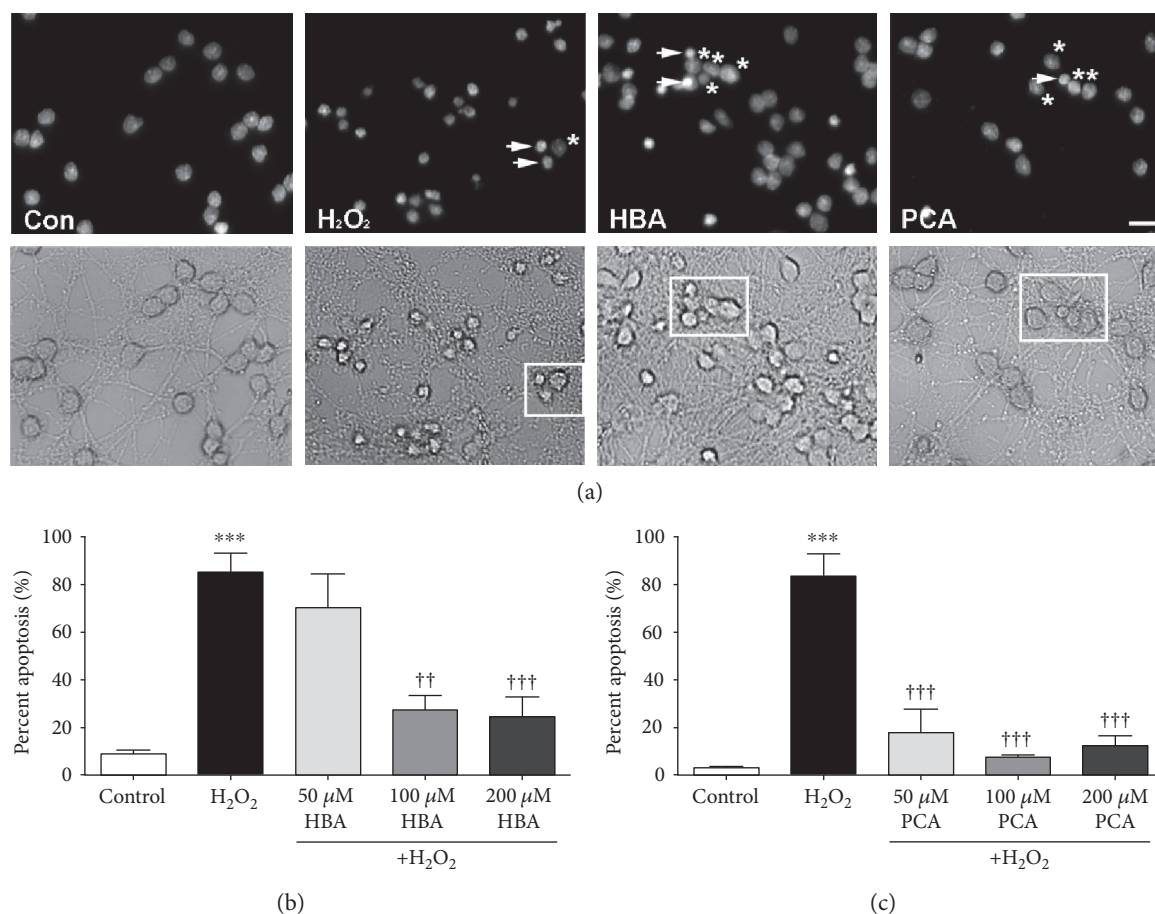 Con
H₂O₂
HBA
PCA
* * * *
*
* * * *
(a)
Percent apoptosis (%)
100
80
60
40
20
0
***
††
†††
Control
H₂O₂
50 μM HBA
100 μM HBA
200 μM HBA
+H₂O₂
(b)
Percent apoptosis (%)
100
80
60
40
20
0
***
†††
†††
†††
Control
H₂O₂
50 μM PCA
100 μM PCA
200 μM PCA
+H₂O₂
(c)